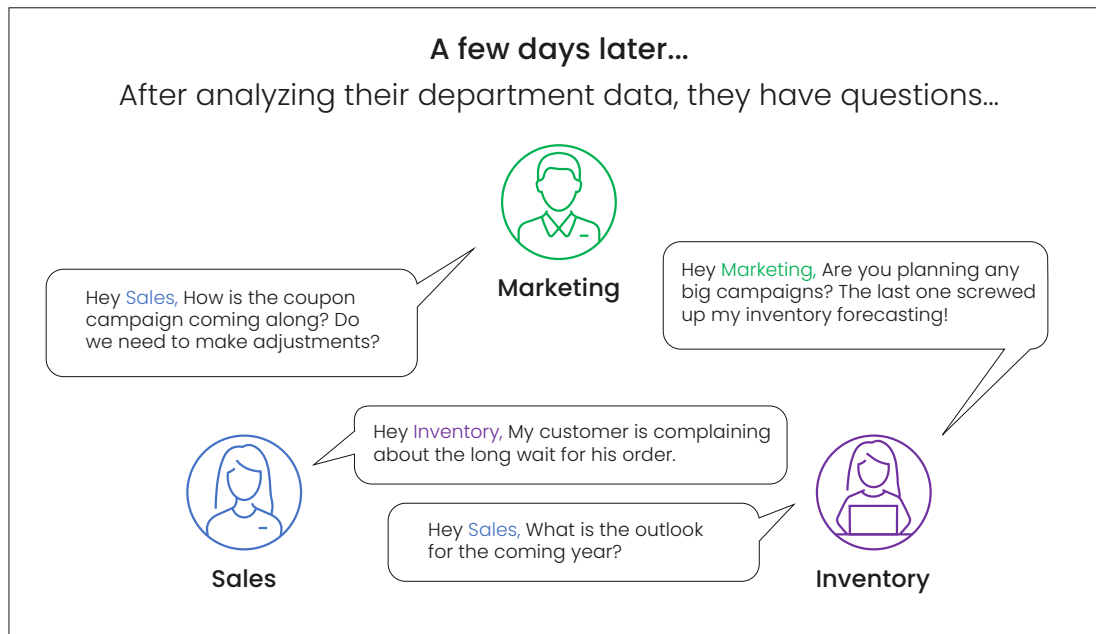 A few days later...
After analyzing their department data, they have questions...
Marketing
Hey Sales, How is the coupon
campaign coming along? Do
we need to make adjustments?
Hey Marketing, Are you planning any
big campaigns? The last one screwed
up my inventory forecasting!
Hey Inventory, My customer is complaining
about the long wait for his order.
Hey Sales, What is the outlook
for the coming year?
Sales
Inventory